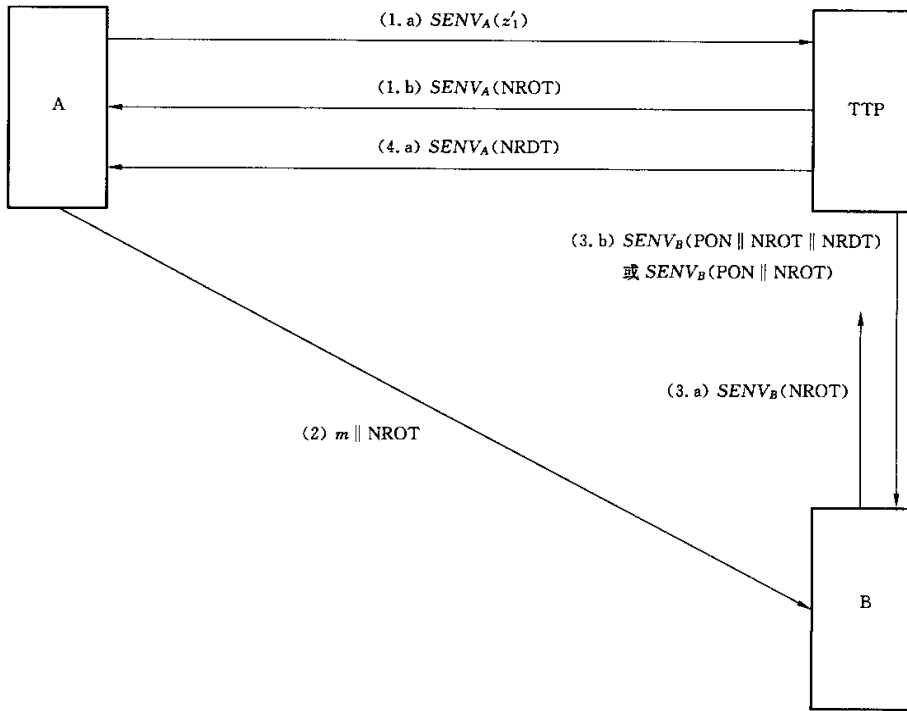 (1.a) SENV_A(z′₁)
A
(1.b) SENV_A(NROT)
TTP
(4.a) SENV_A(NRDT)
(3.b) SENV_B(PON ‖ NROT ‖ NRDT)
或 SENV_B(PON ‖ NROT)
(3.a) SENV_B(NROT)
(2) m ‖ NROT
B